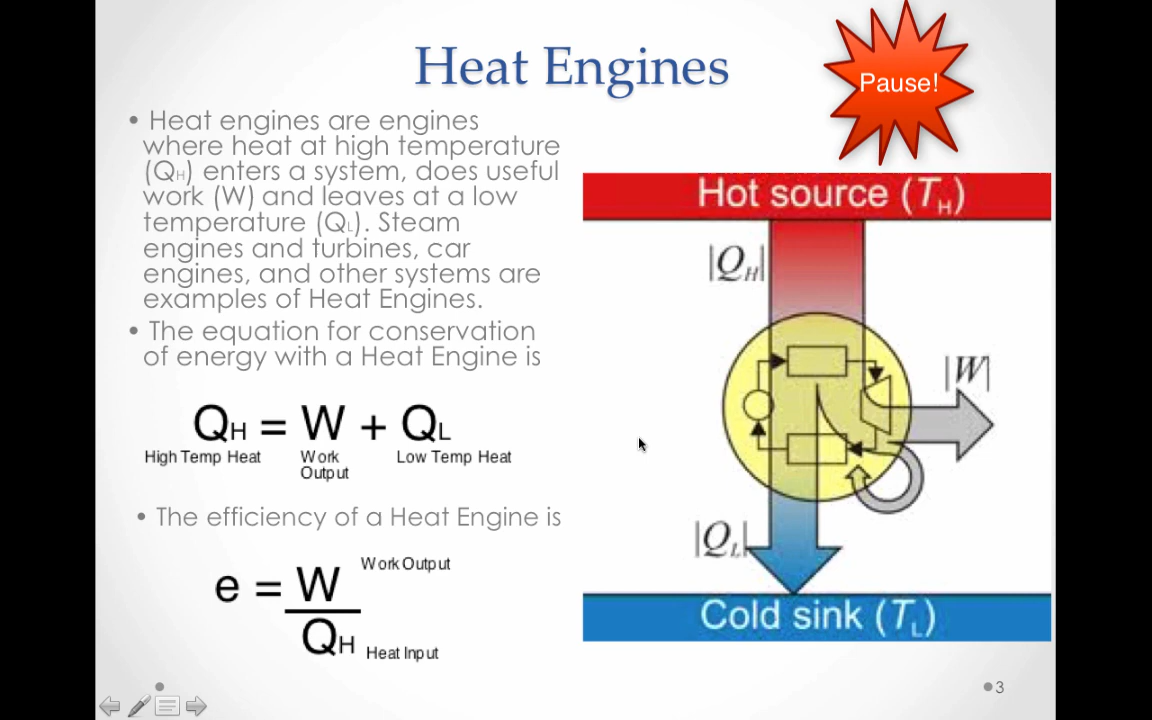 Heat Engines
Pause!
• Heat engines are engines
where heat at high temperature
(QH) enters a system, does useful
work (W) and leaves at a low
temperature (QL). Steam
engines and turbines, car
engines, and other systems are
examples of Heat Engines.
• The equation for conservation
of energy with a Heat Engine is
QH = W + QL
High Temp Heat Work Output Low Temp Heat
• The efficiency of a Heat Engine is
e = W
Work Output
QH
Heat Input
Hot source (TH)
|QH|
|W|
|QL|
Cold sink (TL)
3